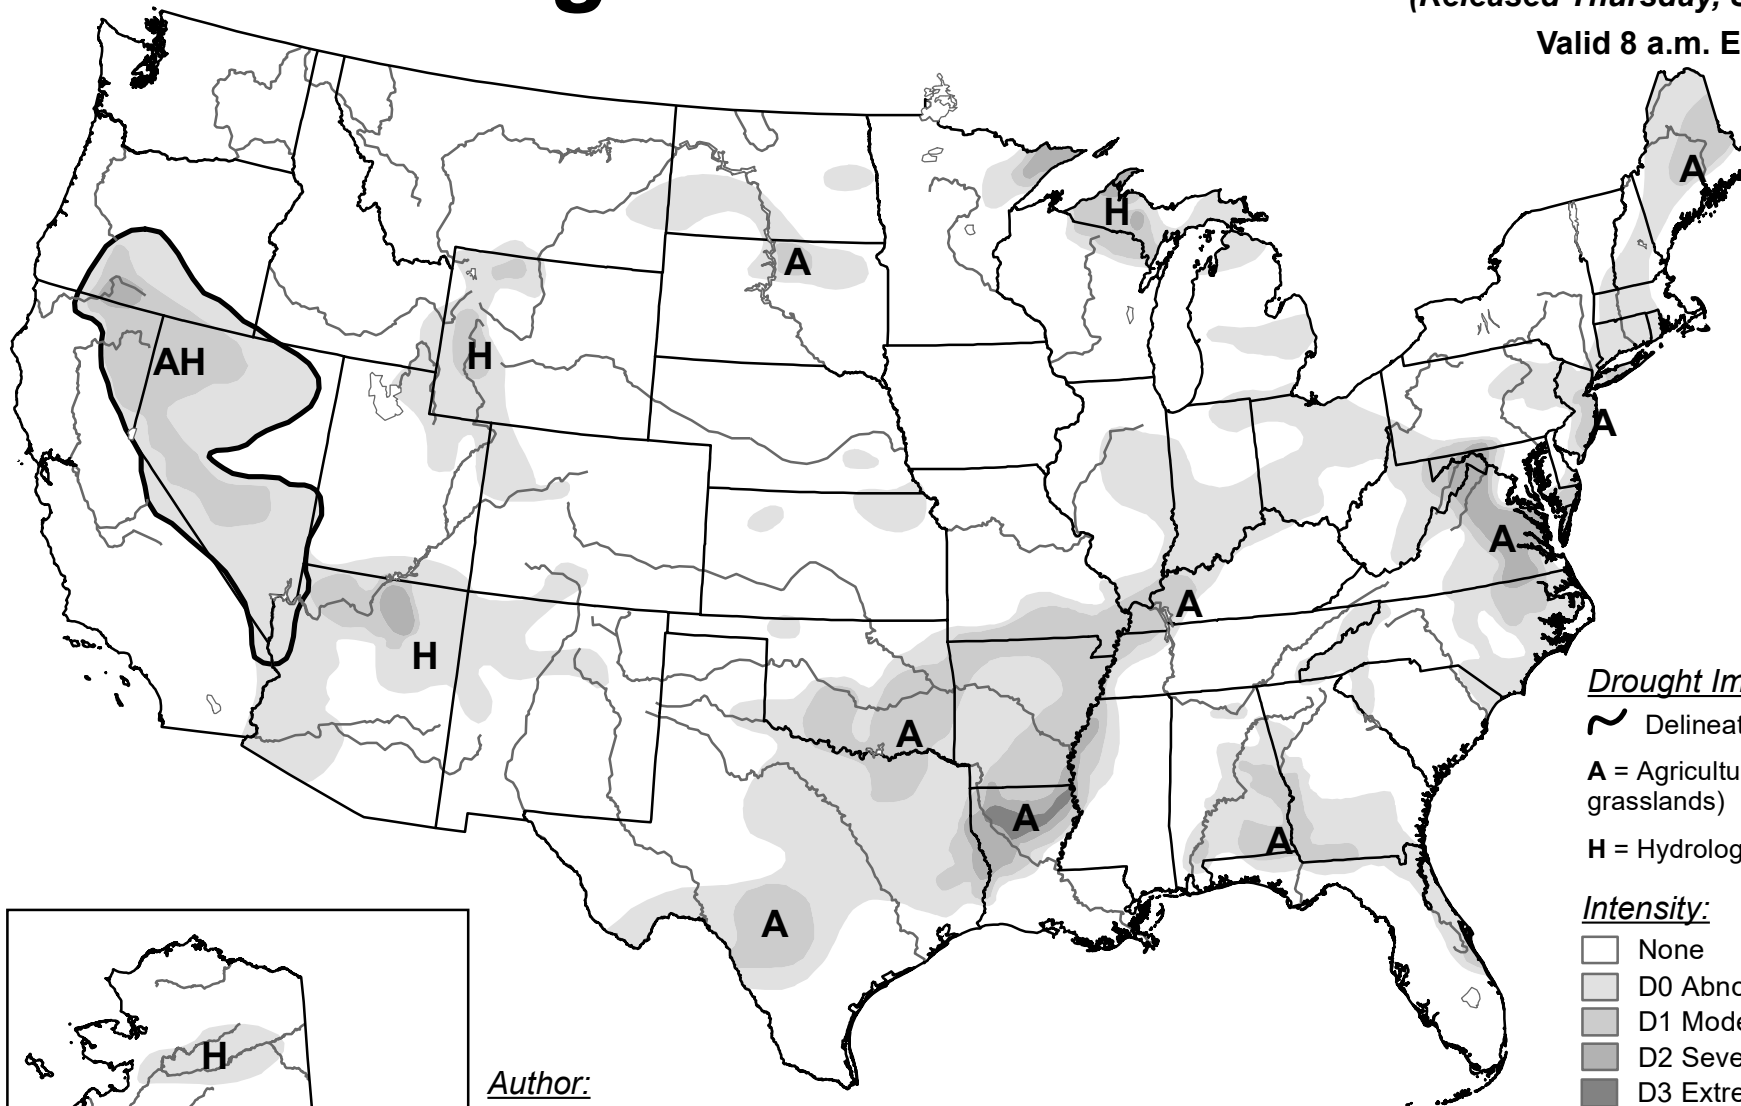 (Released Thursday,
Valid 8 a.m. E
A
H
A
AH
H
A
A
A
H
A
A
A
A
H
Drought Im
Delineat
A = Agricultu
grasslands)
H = Hydrolog
Intensity:
None
D0 Abno
D1 Mode
D2 Seve
D3 Extre
Author: